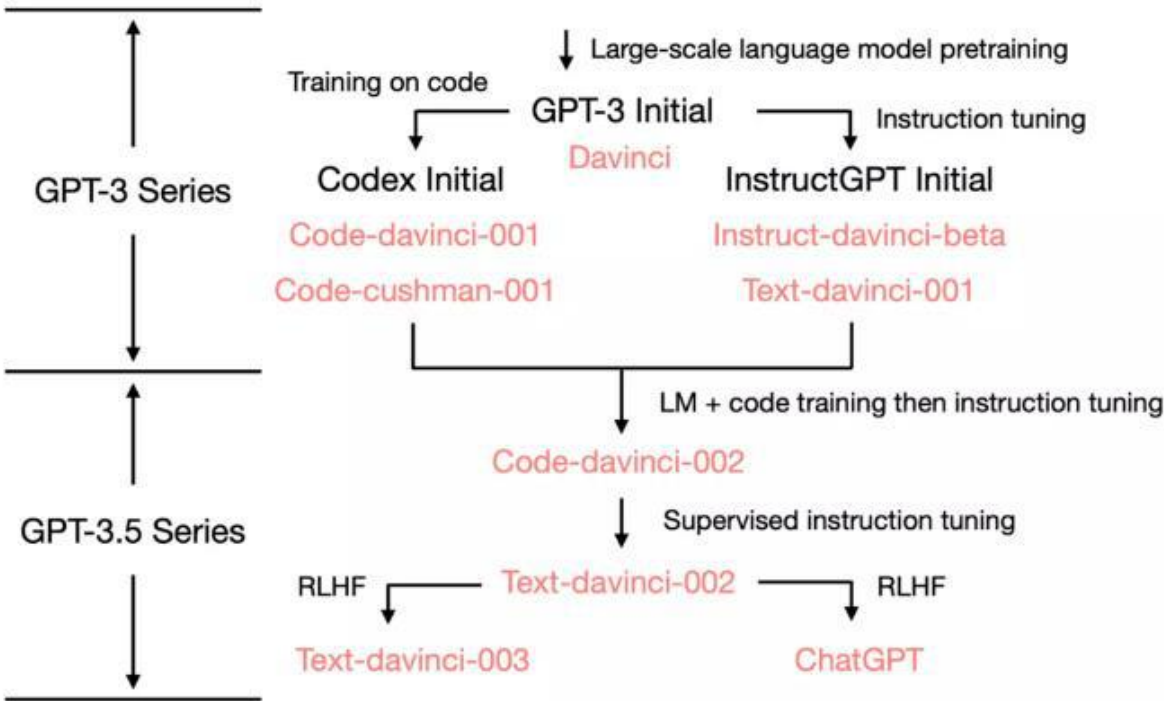 Large-scale language model pretraining
Training on code
GPT-3 Initial
Instruction tuning
Davinci
Codex Initial
InstructGPT Initial
GPT-3 Series
Code-davinci-001
Instruct-davinci-beta
Code-cushman-001
Text-davinci-001
LM + code training then instruction tuning
Code-davinci-002
GPT-3.5 Series
Supervised instruction tuning
RLHF
Text-davinci-002
RLHF
Text-davinci-003
ChatGPT